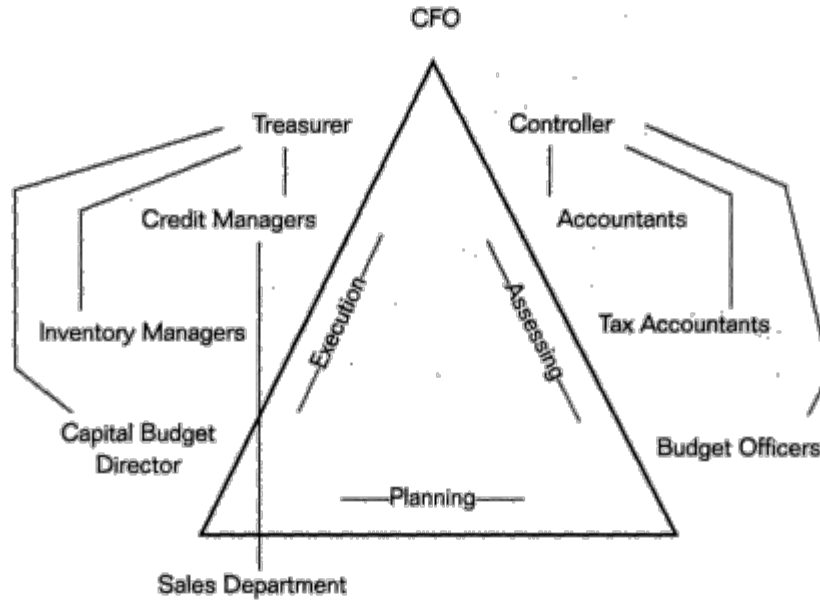 CFO
Treasurer
Controller
Credit Managers
Accountants
Execution
Assessing
Inventory Managers
Tax Accountants
Capital Budget
Director
Budget Officers
Planning
Sales Department